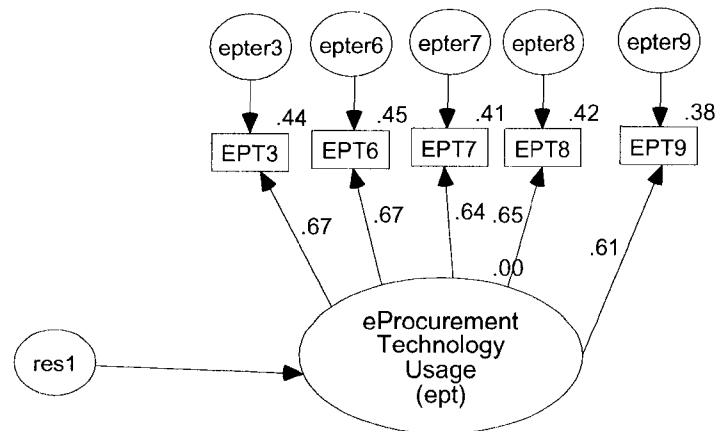 epter3 epter6 epter7 epter8 epter9
.44 .45 .41 .42 .38
EPT3 EPT6 EPT7 EPT8 EPT9
.67 .67 .64 .65 .61
.00
eProcurement
Technology
Usage
(ept)
res1